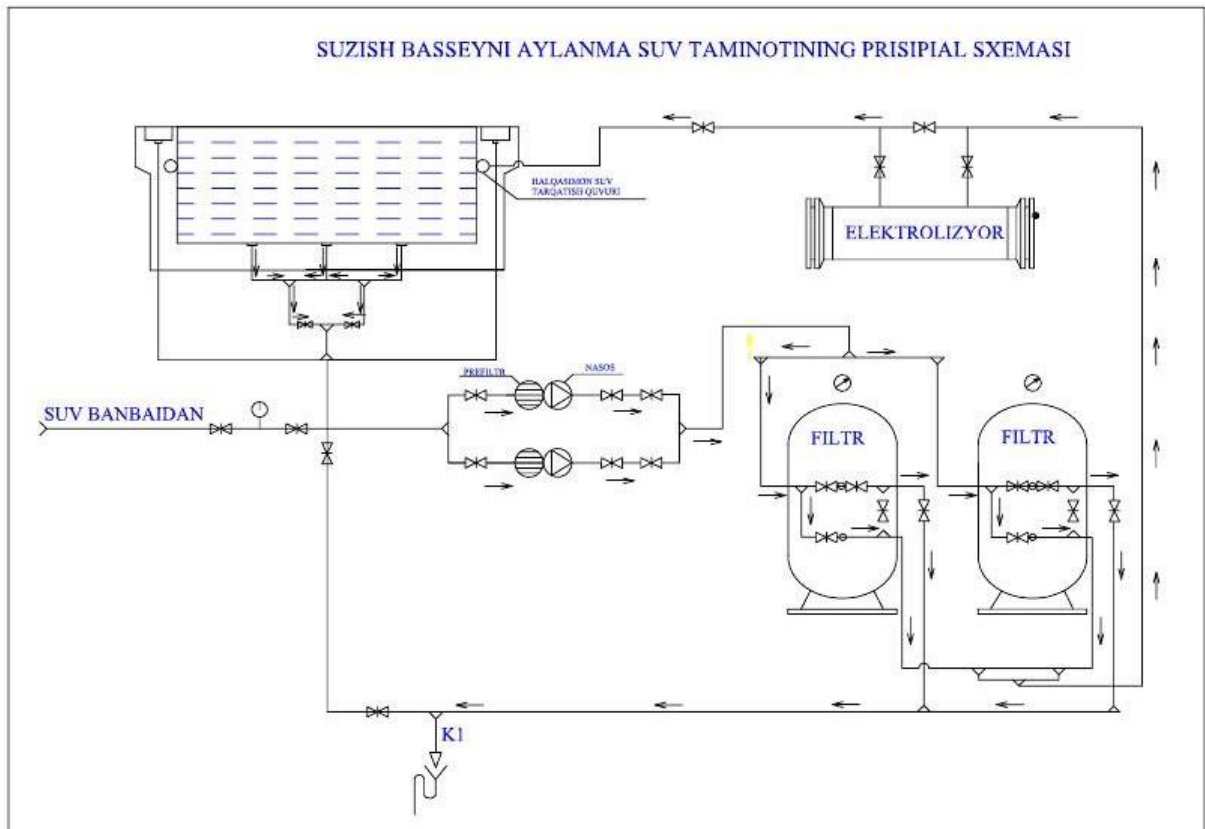 SUZISH BASSEYNI AYLANMA SUV TAMINOTINING PRISIPIAL SXEMASI
HALQASIMON SUV
TARQATISH QUVURI
ELEKTROLIZYOR
PREFILTR
NASOS
SUV BANBAIDAN
FILTR
FILTR
K1